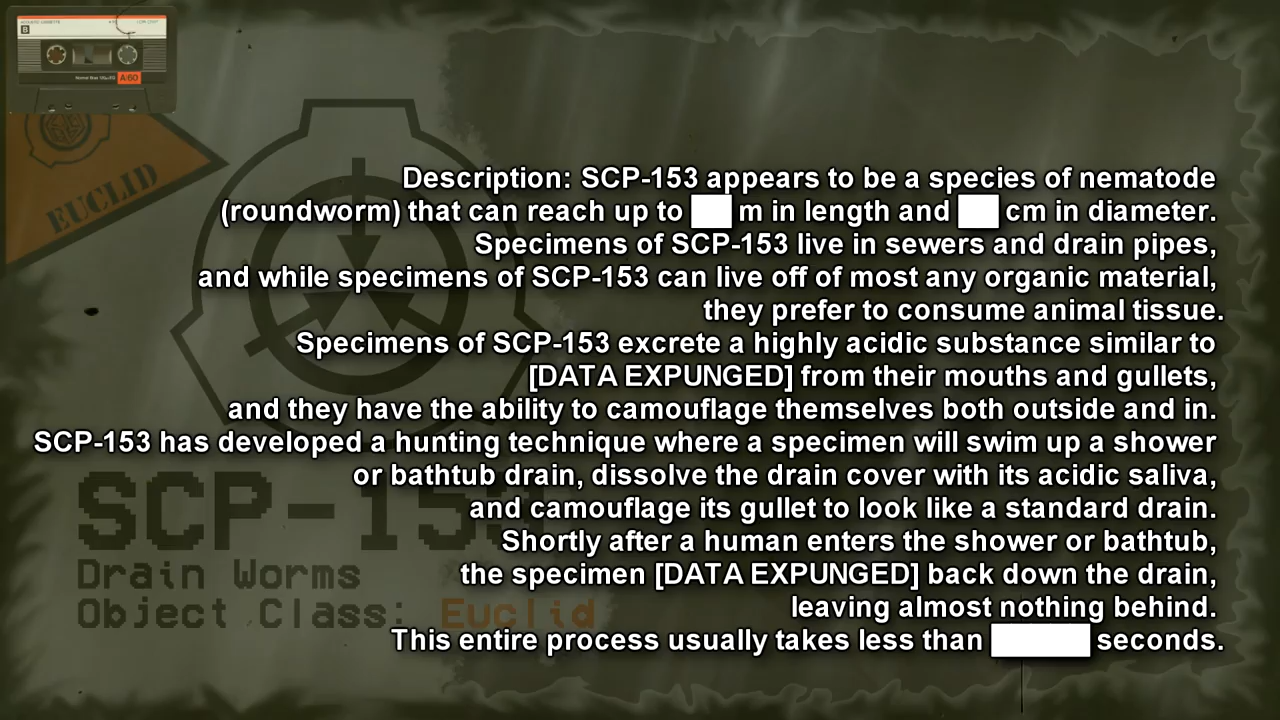 B
A|60
EUCLID
Description: SCP-153 appears to be a species of nematode
(roundworm) that can reach up to ██ m in length and ██ cm in diameter.
Specimens of SCP-153 live in sewers and drain pipes,
and while specimens of SCP-153 can live off of most any organic material,
they prefer to consume animal tissue.
Specimens of SCP-153 excrete a highly acidic substance similar to
[DATA EXPUNGED] from their mouths and gullets,
and they have the ability to camouflage themselves both outside and in.
SCP-153 has developed a hunting technique where a specimen will swim up a shower
or bathtub drain, dissolve the drain cover with its acidic saliva,
and camouflage its gullet to look like a standard drain.
Shortly after a human enters the shower or bathtub,
the specimen [DATA EXPUNGED] back down the drain,
leaving almost nothing behind.
This entire process usually takes less than █████ seconds.
SCP-153
Drain Worms
Object Class: Euclid